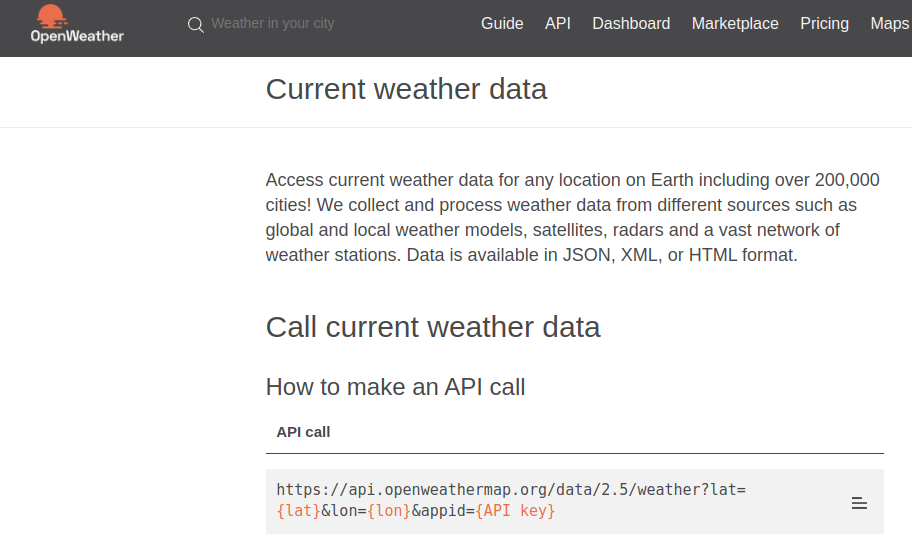 OpenWeather
Weather in your city
Guide API Dashboard Marketplace Pricing Maps
Current weather data
Access current weather data for any location on Earth including over 200,000
cities! We collect and process weather data from different sources such as
global and local weather models, satellites, radars and a vast network of
weather stations. Data is available in JSON, XML, or HTML format.
Call current weather data
How to make an API call
API call
https://api.openweathermap.org/data/2.5/weather?lat=
{lat}&lon={lon}&appid={API key}